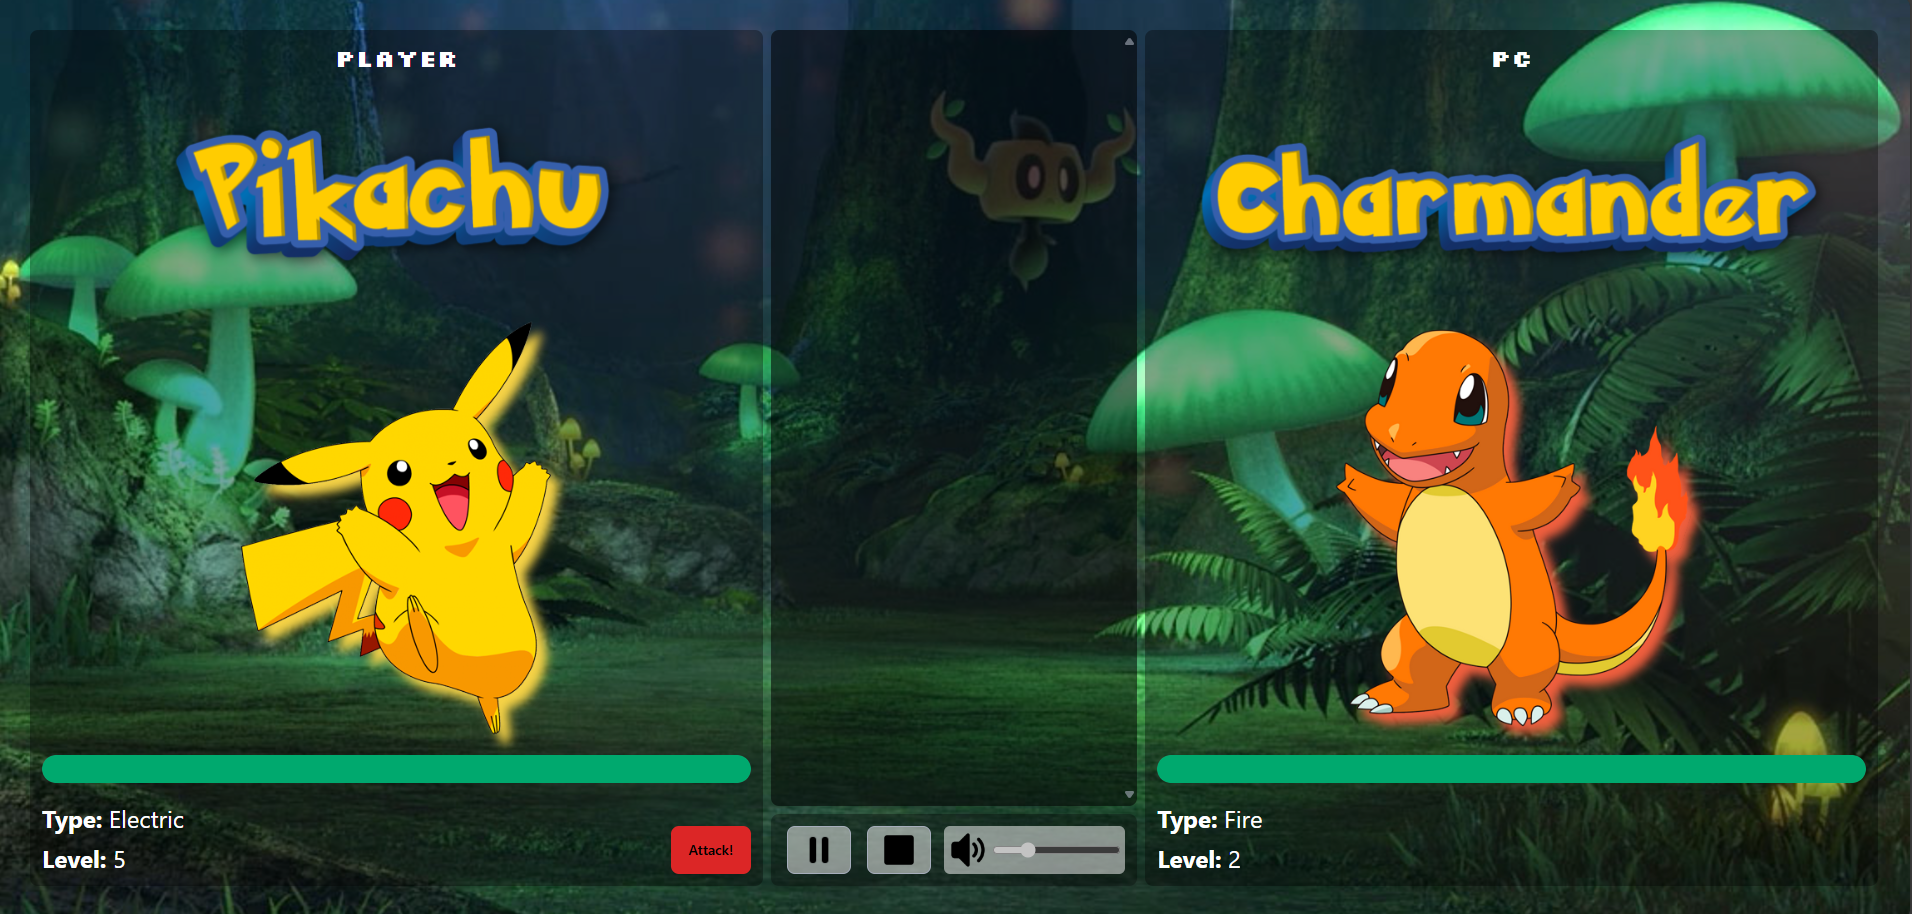 PLAYER
Pikachu
Type: Electric
Level: 5
Attack!
PC
Charmander
Type: Fire
Level: 2